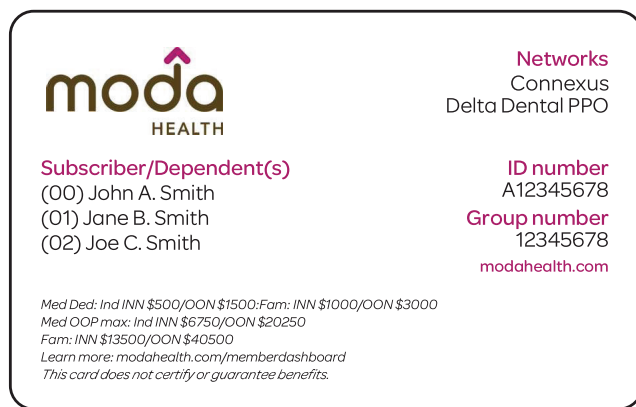 moda
HEALTH
Networks
Connexus
Delta Dental PPO
Subscriber/Dependent(s)
(00) John A. Smith
(01) Jane B. Smith
(02) Joe C. Smith
ID number
A12345678
Group number
12345678
modahealth.com
Med Ded: Ind INN $500/OON $1500:Fam: INN $1000/OON $3000
Med OOP max: Ind INN $6750/OON $20250
Fam: INN $13500/OON $40500
Learn more: modahealth.com/memberdashboard
This card does not certify or guarantee benefits.